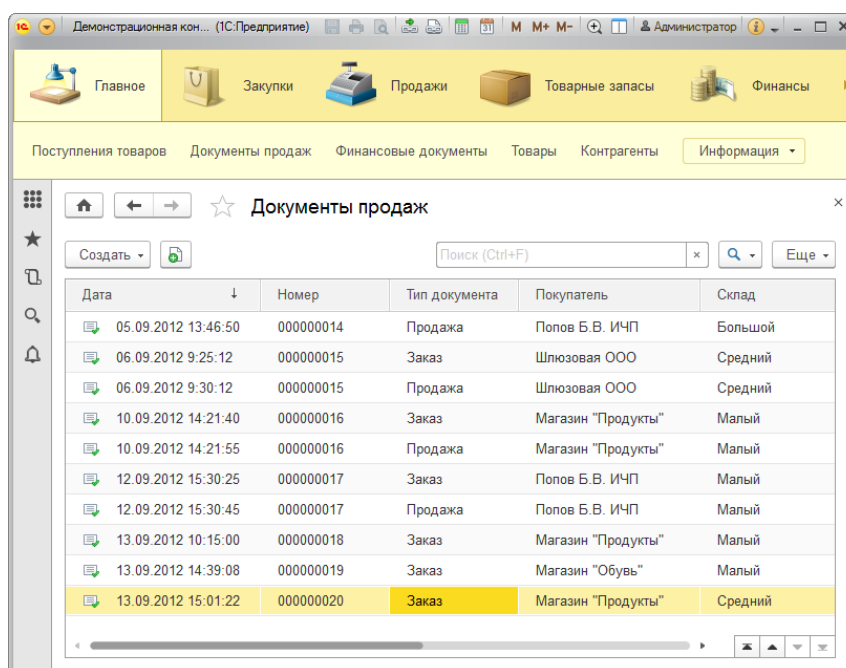 1С Демонстрационная кон... (1С:Предприятие) 31 M M+ M- Администратор i
Главное Закупки Продажи Товарные запасы Финансы
Поступления товаров Документы продаж Финансовые документы Товары Контрагенты Информация
Документы продаж
Создать Поиск (Ctrl+F) Еще
Дата Номер Тип документа Покупатель Склад
05.09.2012 13:46:50 000000014 Продажа Попов Б.В. ИЧП Большой
06.09.2012 9:25:12 000000015 Заказ Шлюзовая ООО Средний
06.09.2012 9:30:12 000000015 Продажа Шлюзовая ООО Средний
10.09.2012 14:21:40 000000016 Заказ Магазин "Продукты" Малый
10.09.2012 14:21:55 000000016 Продажа Магазин "Продукты" Малый
12.09.2012 15:30:25 000000017 Заказ Попов Б.В. ИЧП Малый
12.09.2012 15:30:45 000000017 Продажа Попов Б.В. ИЧП Малый
13.09.2012 10:15:00 000000018 Заказ Магазин "Продукты" Малый
13.09.2012 14:39:08 000000019 Заказ Магазин "Обувь" Малый
13.09.2012 15:01:22 000000020 Заказ Магазин "Продукты" Средний